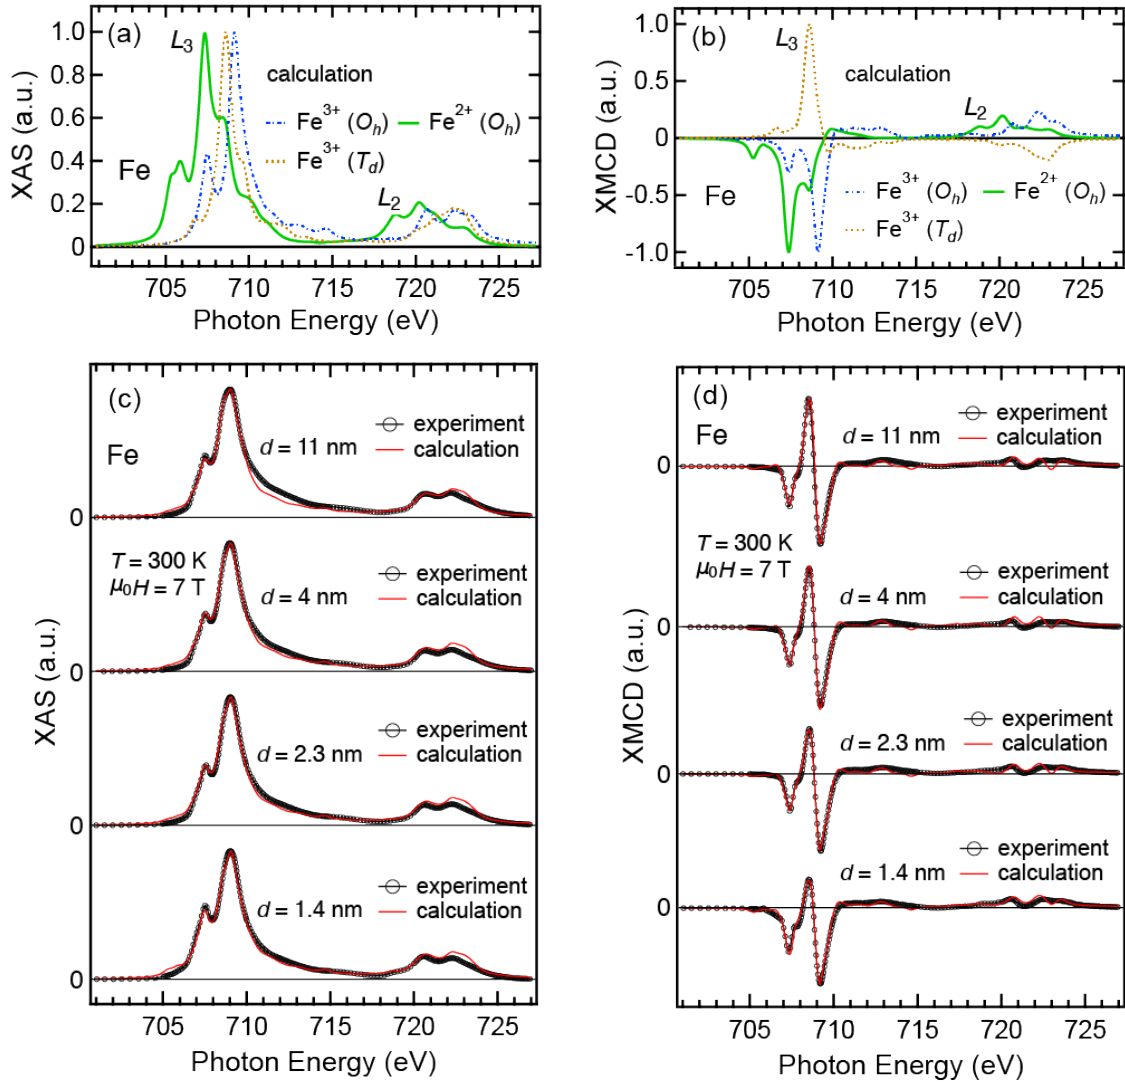 (a)
L₃
calculation
Fe³⁺ (Oₕ)
Fe²⁺ (Oₕ)
Fe³⁺ (T_d)
Fe
L₂
XAS (a.u.)
1.0
0.8
0.6
0.4
0.2
0
705 710 715 720 725
Photon Energy (eV)
(b)
L₃
calculation
L₂
Fe
Fe³⁺ (Oₕ)
Fe²⁺ (Oₕ)
Fe³⁺ (T_d)
XMCD (a.u.)
1.0
0.5
0
-0.5
-1.0
705 710 715 720 725
Photon Energy (eV)
(c)
Fe
experiment
d = 11 nm
calculation
0
T = 300 K
μ₀H = 7 T
experiment
d = 4 nm
calculation
0
experiment
d = 2.3 nm
calculation
0
experiment
d = 1.4 nm
calculation
0
XAS (a.u.)
705 710 715 720 725
Photon Energy (eV)
(d)
Fe
experiment
d = 11 nm
calculation
0
T = 300 K
μ₀H = 7 T
experiment
d = 4 nm
calculation
0
experiment
d = 2.3 nm
calculation
0
experiment
d = 1.4 nm
calculation
0
XMCD (a.u.)
705 710 715 720 725
Photon Energy (eV)